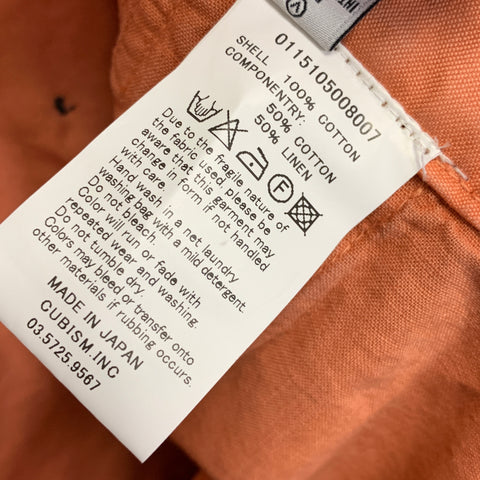 0115105008007
SHELL 100% COTTON
COMPONENTRY:
50% COTTON
50% LINEN
Due to the fragile nature of
the fabric used, please be
aware that this garment may
change in form if not handled
with care.
Hand wash in a net laundry
washing bag with a mild detergent.
Do not bleach.
Color will run or fade with
repeated wear and washing.
Do not tumble dry.
Colors may bleed or transfer onto
other materials if rubbing occurs.
MADE IN JAPAN
CUBISM.INC
03.5725.9567